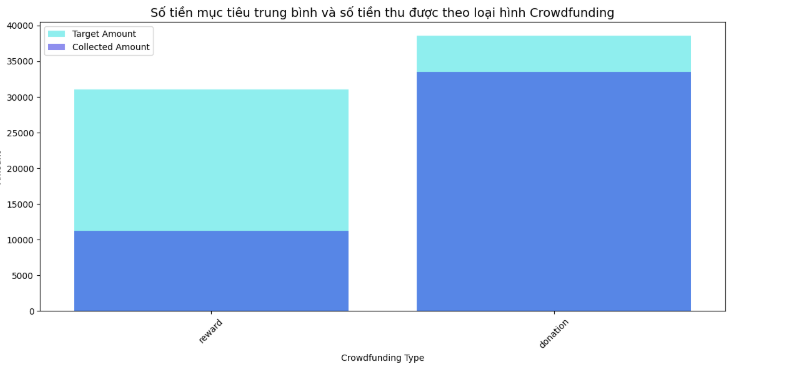 Số tiền mục tiêu trung bình và số tiền thu được theo loại hình Crowdfunding
Target Amount
Collected Amount
40000
35000
30000
25000
20000
15000
10000
5000
0
reward
donation
Crowdfunding Type